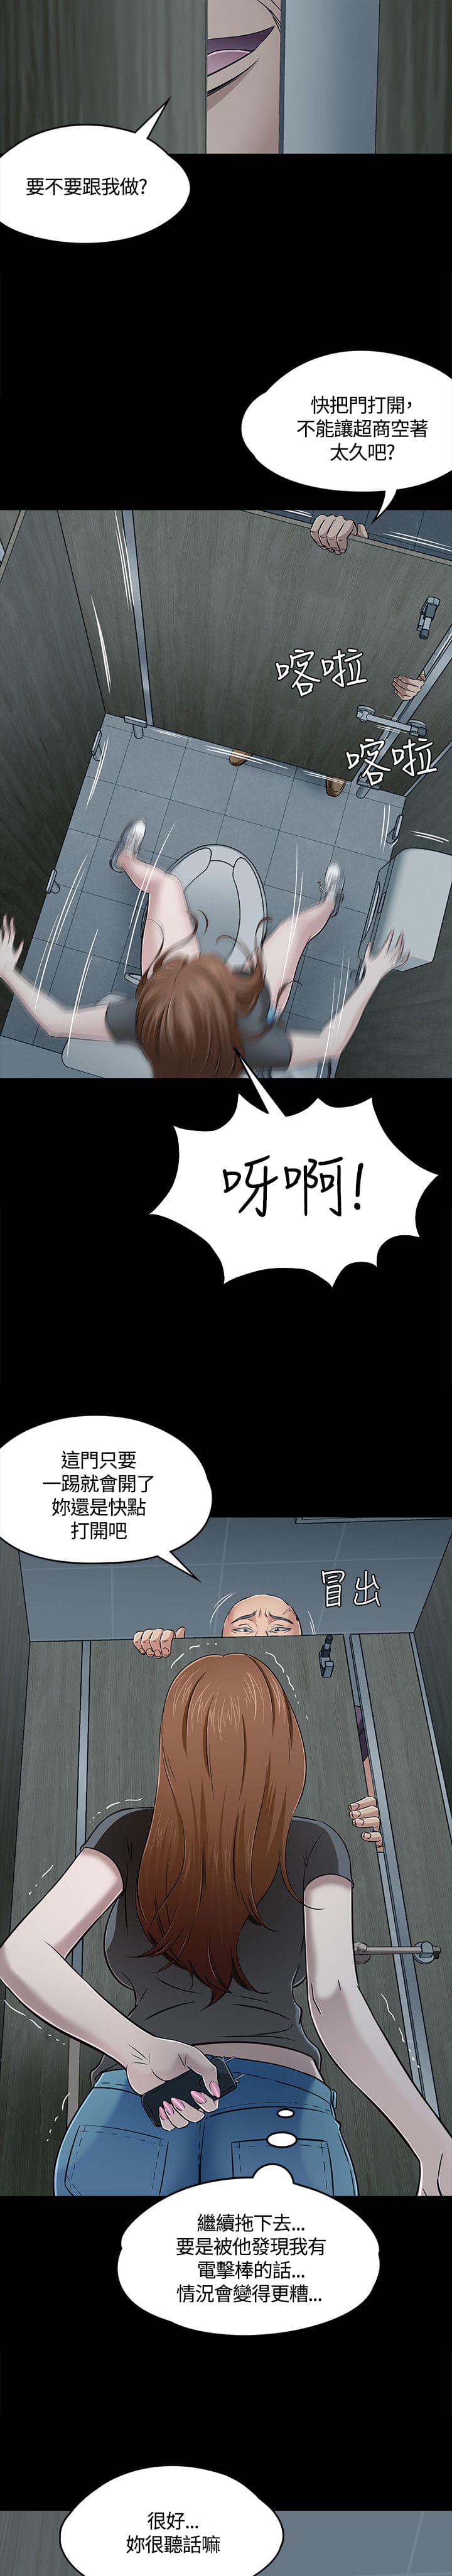 要不要跟我做?
快把門打開,
不能讓超商空著
太久吧?
喀啦
喀啦
呀啊!
這門只要
一踢就會開了
妳還是快點
打開吧
冒出
繼續拖下去...
要是被他發現我有
電擊棒的話...
情況會變得更糟...
很好...
妳很聽話嘛